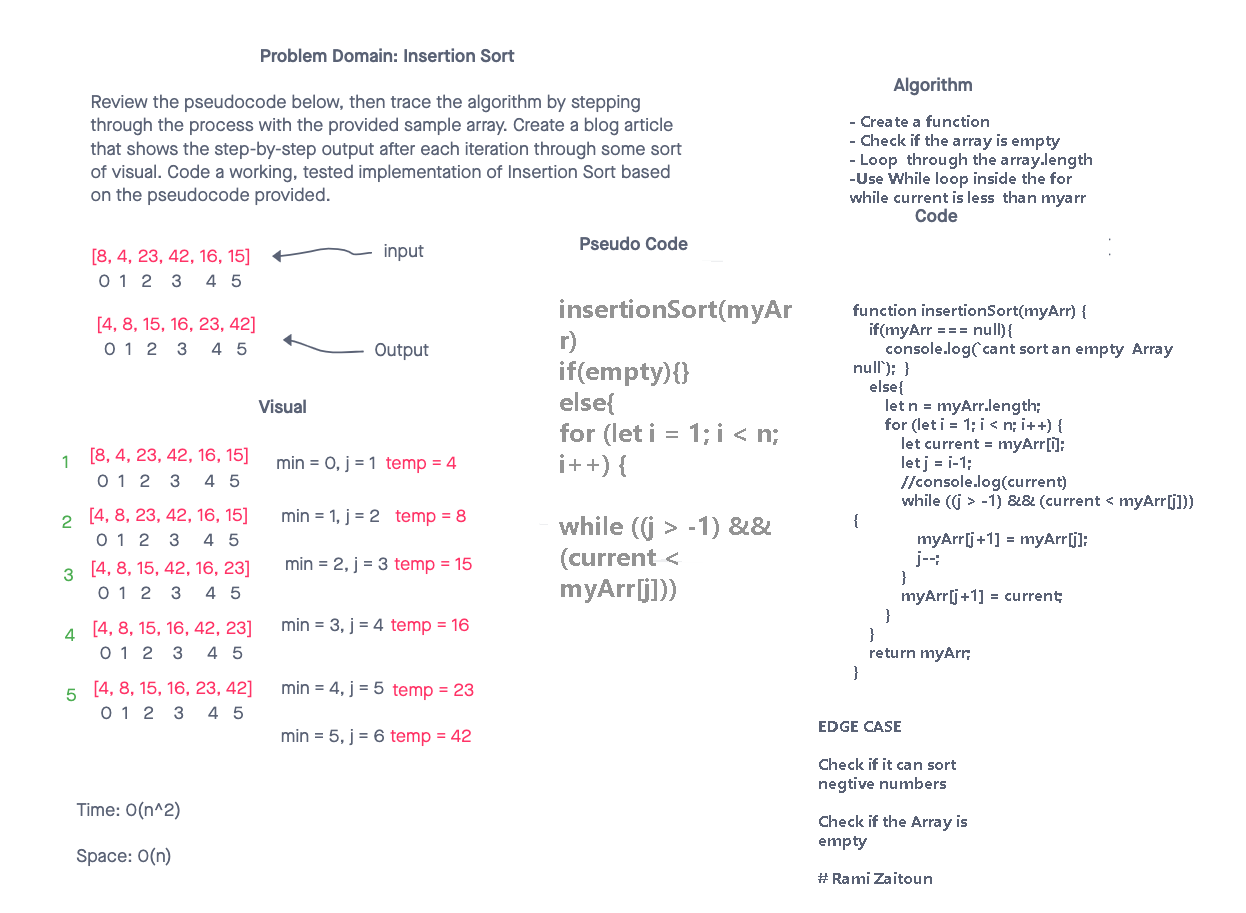 Problem Domain: Insertion Sort
Review the pseudocode below, then trace the algorithm by stepping
through the process with the provided sample array. Create a blog article
that shows the step-by-step output after each iteration through some sort
of visual. Code a working, tested implementation of Insertion Sort based
on the pseudocode provided.
[8, 4, 23, 42, 16, 15]
input
0 1 2 3 4 5
[4, 8, 15, 16, 23, 42]
Output
0 1 2 3 4 5
Visual
1 [8, 4, 23, 42, 16, 15] min = 0, j = 1 temp = 4
0 1 2 3 4 5
2 [4, 8, 23, 42, 16, 15] min = 1, j = 2 temp = 8
0 1 2 3 4 5
3 [4, 8, 15, 42, 16, 23] min = 2, j = 3 temp = 15
0 1 2 3 4 5
4 [4, 8, 15, 16, 42, 23] min = 3, j = 4 temp = 16
0 1 2 3 4 5
5 [4, 8, 15, 16, 23, 42] min = 4, j = 5 temp = 23
0 1 2 3 4 5
min = 5, j = 6 temp = 42
Time: O(n^2)
Space: O(n)
Pseudo Code
insertionSort(myAr
r)
if(empty){}
else{
for (let i = 1; i < n;
i++) {
while ((j > -1) &&
(current <
myArr[j]))
Algorithm
- Create a function
- Check if the array is empty
- Loop  through the array.length
-Use While loop inside the for
while current is less  than myarr
Code
function insertionSort(myArr) {
if(myArr === null){
console.log(`cant sort an empty  Array
null`);  }
else{
let n = myArr.length;
for (let i = 1; i < n; i++) {
let current = myArr[i];
let j = i-1;
//console.log(current)
while ((j > -1) && (current < myArr[j]))
{
myArr[j+1] = myArr[j];
j--;
}
myArr[j+1] = current;
}
}
return myArr;
}
EDGE CASE
Check if it can sort
negtive numbers
Check if the Array is
empty
# Rami Zaitoun